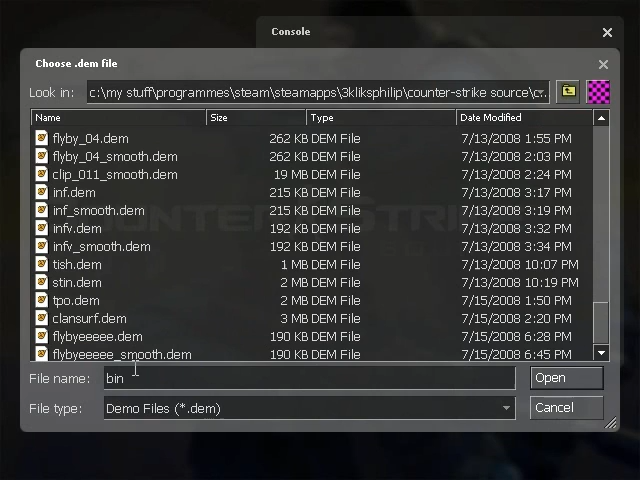 Console
Choose .dem file
Look in: c:\my stuff\programmes\steam\steamapps\3kliksphilip\counter-strike source\c
Name Size Type Date Modified
flyby_04.dem 262 KB DEM File 7/13/2008 1:55 PM
flyby_04_smooth.dem 262 KB DEM File 7/13/2008 2:03 PM
clip_011_smooth.dem 19 MB DEM File 7/13/2008 2:24 PM
inf.dem 215 KB DEM File 7/13/2008 3:17 PM
inf_smooth.dem 215 KB DEM File 7/13/2008 3:19 PM
infv.dem 192 KB DEM File 7/13/2008 3:32 PM
infv_smooth.dem 192 KB DEM File 7/13/2008 3:34 PM
tish.dem 1 MB DEM File 7/13/2008 10:07 PM
stin.dem 2 MB DEM File 7/13/2008 10:19 PM
tpo.dem 2 MB DEM File 7/15/2008 1:50 PM
clansurf.dem 3 MB DEM File 7/15/2008 2:20 PM
flybyeeeee.dem 190 KB DEM File 7/15/2008 6:28 PM
flybyeeeee_smooth.dem 190 KB DEM File 7/15/2008 6:45 PM
File name: bin Open
File type: Demo Files (*.dem) Cancel